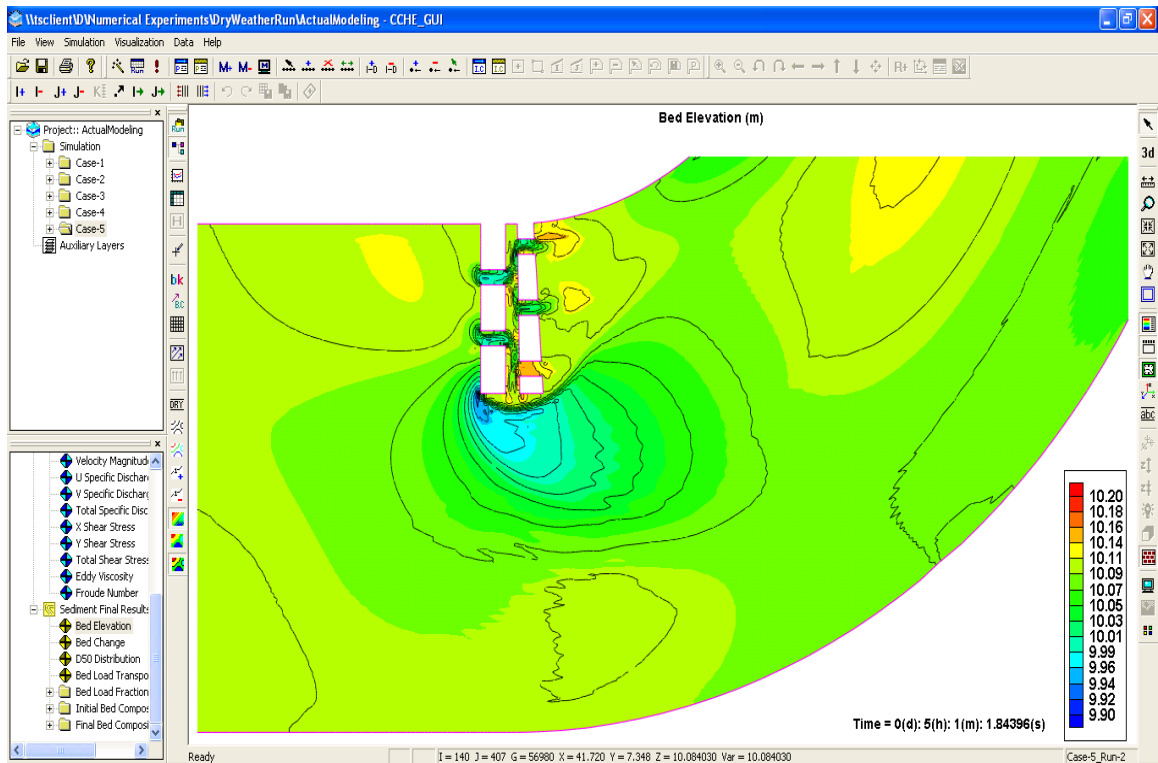 \\tsclient\D\Numerical Experiments\DryWeatherRun\ActualModeling - CCHE_GUI
File View Simulation Visualization Data Help
Project:: ActualModeling
Simulation
Case-1
Case-2
Case-3
Case-4
Case-5
Auxiliary Layers
Velocity Magnitud
U Specific Dischar
V Specific Discharg
Total Specific Disc
X Shear Stress
Y Shear Stress
Total Shear Stress
Eddy Viscosity
Froude Number
Sediment Final Results
Bed Elevation
Bed Change
D50 Distribution
Bed Load Transpo
Bed Load Fraction
Initial Bed Compos
Final Bed Composi
Run
bk
B.C
DRY
Bed Elevation (m)
10.20
10.18
10.16
10.14
10.11
10.09
10.07
10.05
10.03
10.01
9.99
9.96
9.94
9.92
9.90
Time = 0(d): 5(h): 1(m): 1.84396(s)
3d
abc
Ready
I = 140 J = 407 G = 56980 X = 41.720 Y = 7.348 Z = 10.084030 Var = 10.084030
Case-5_Run-2